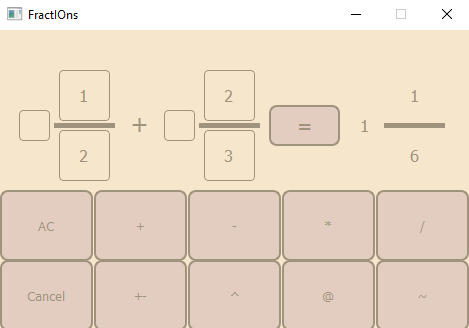 FractIOns
1 2 1
+ = 1
2 3 6
AC + - * /
Cancel +- ^ @ ~